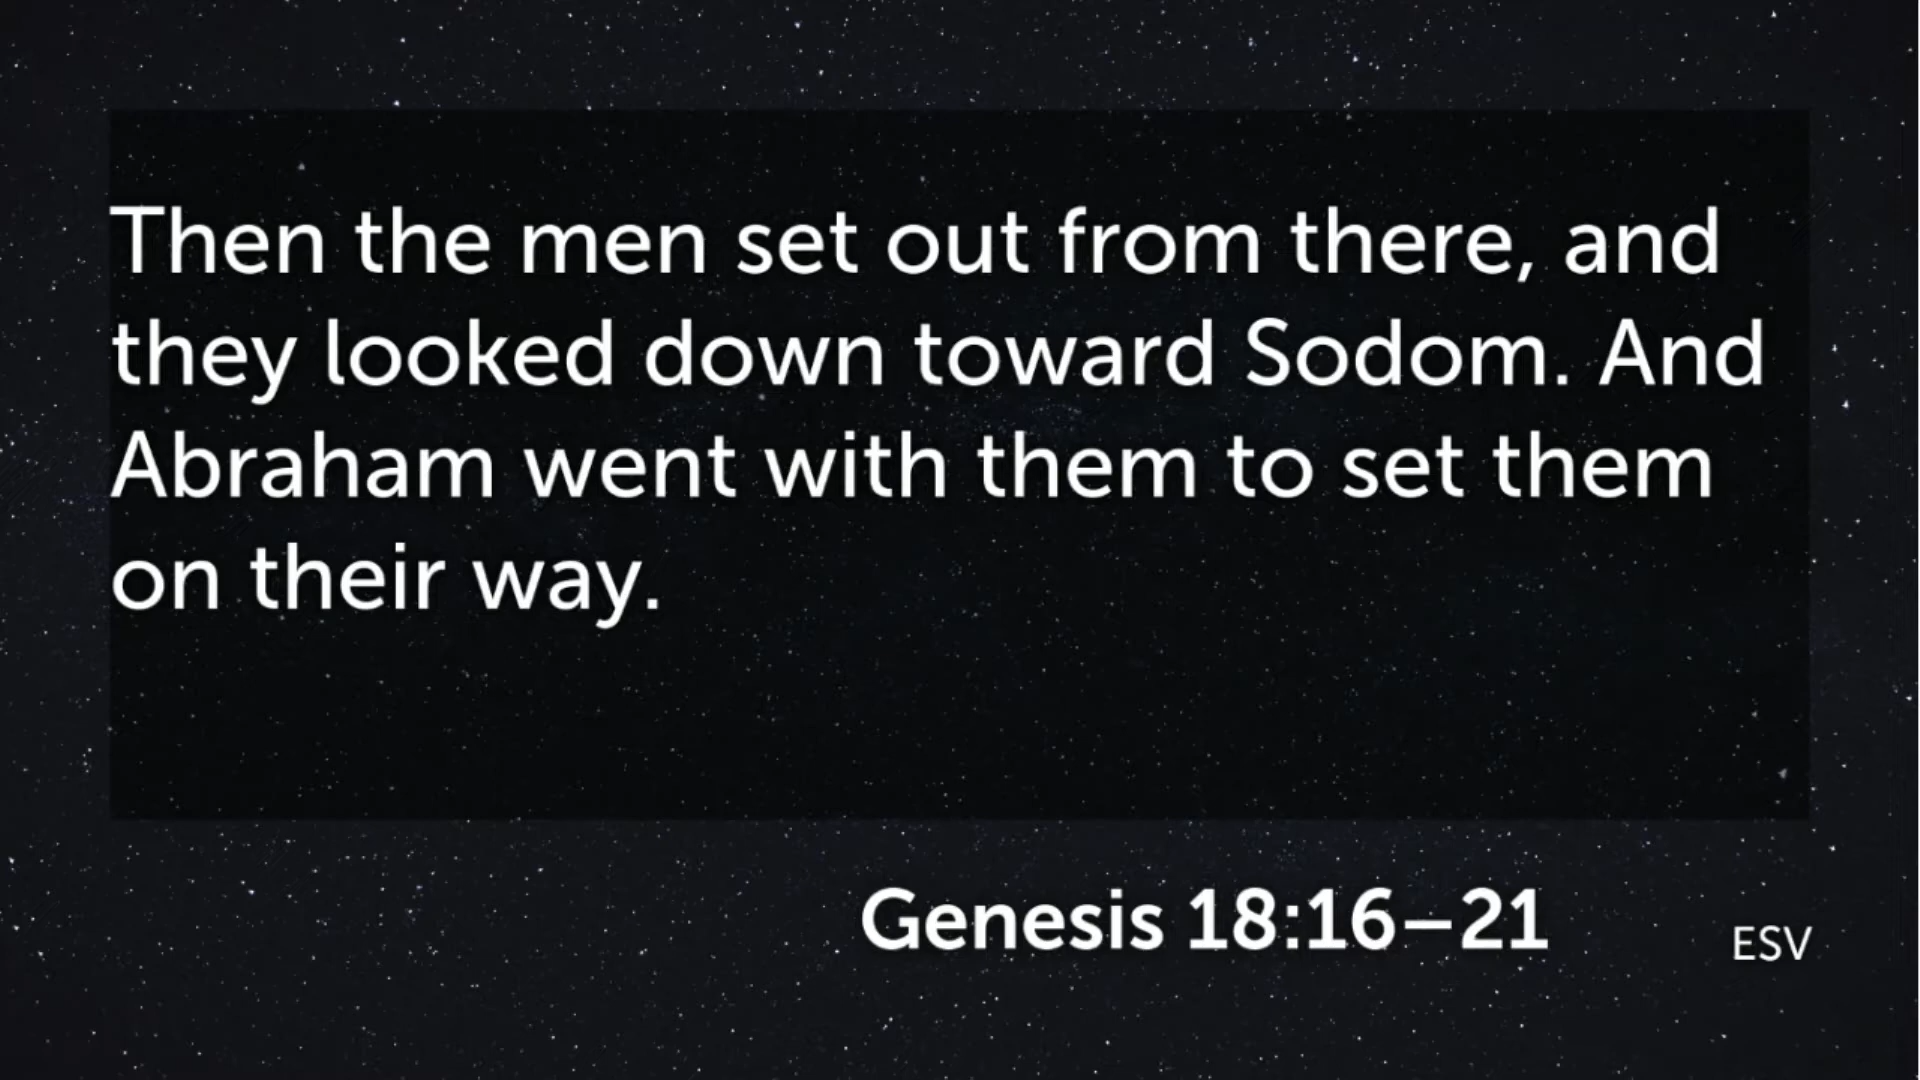 Then the men set out from there, and
they looked down toward Sodom. And
Abraham went with them to set them
on their way.
Genesis 18:16–21
ESV